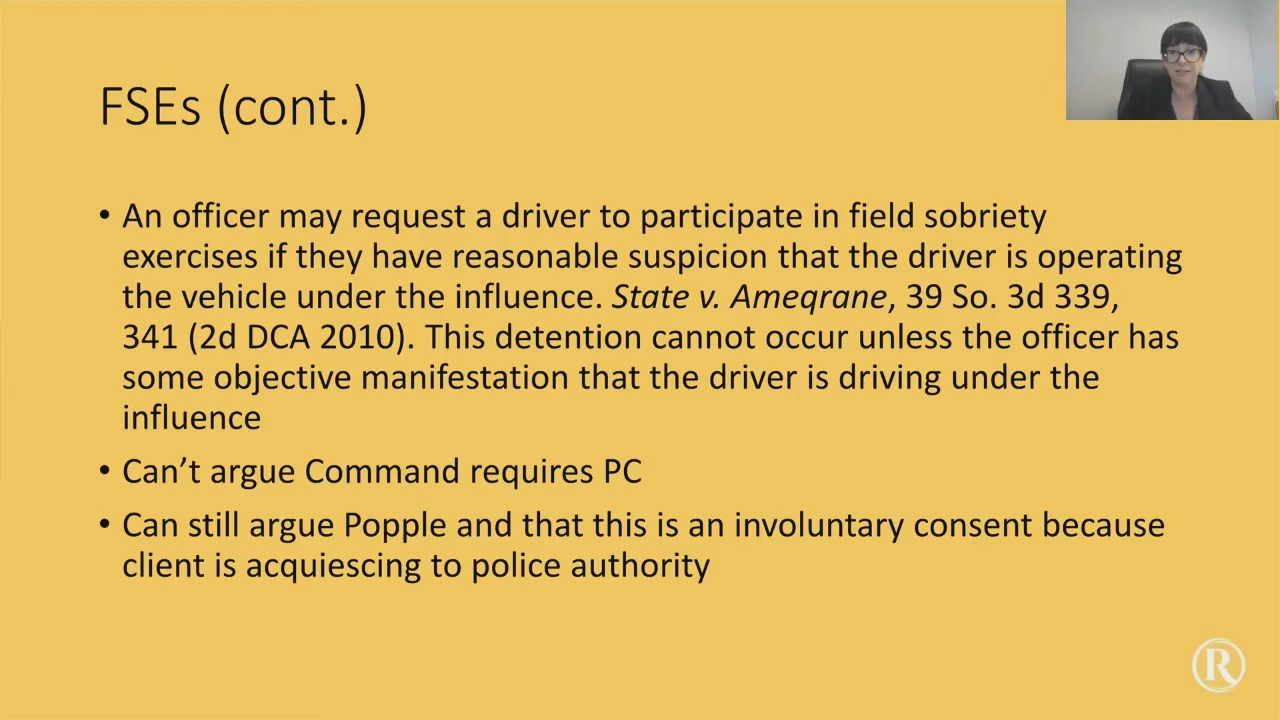 FSEs (cont.)
• An officer may request a driver to participate in field sobriety
exercises if they have reasonable suspicion that the driver is operating
the vehicle under the influence. State v. Ameqrane, 39 So. 3d 339,
341 (2d DCA 2010). This detention cannot occur unless the officer has
some objective manifestation that the driver is driving under the
influence
• Can’t argue Command requires PC
• Can still argue Popple and that this is an involuntary consent because
client is acquiescing to police authority
R